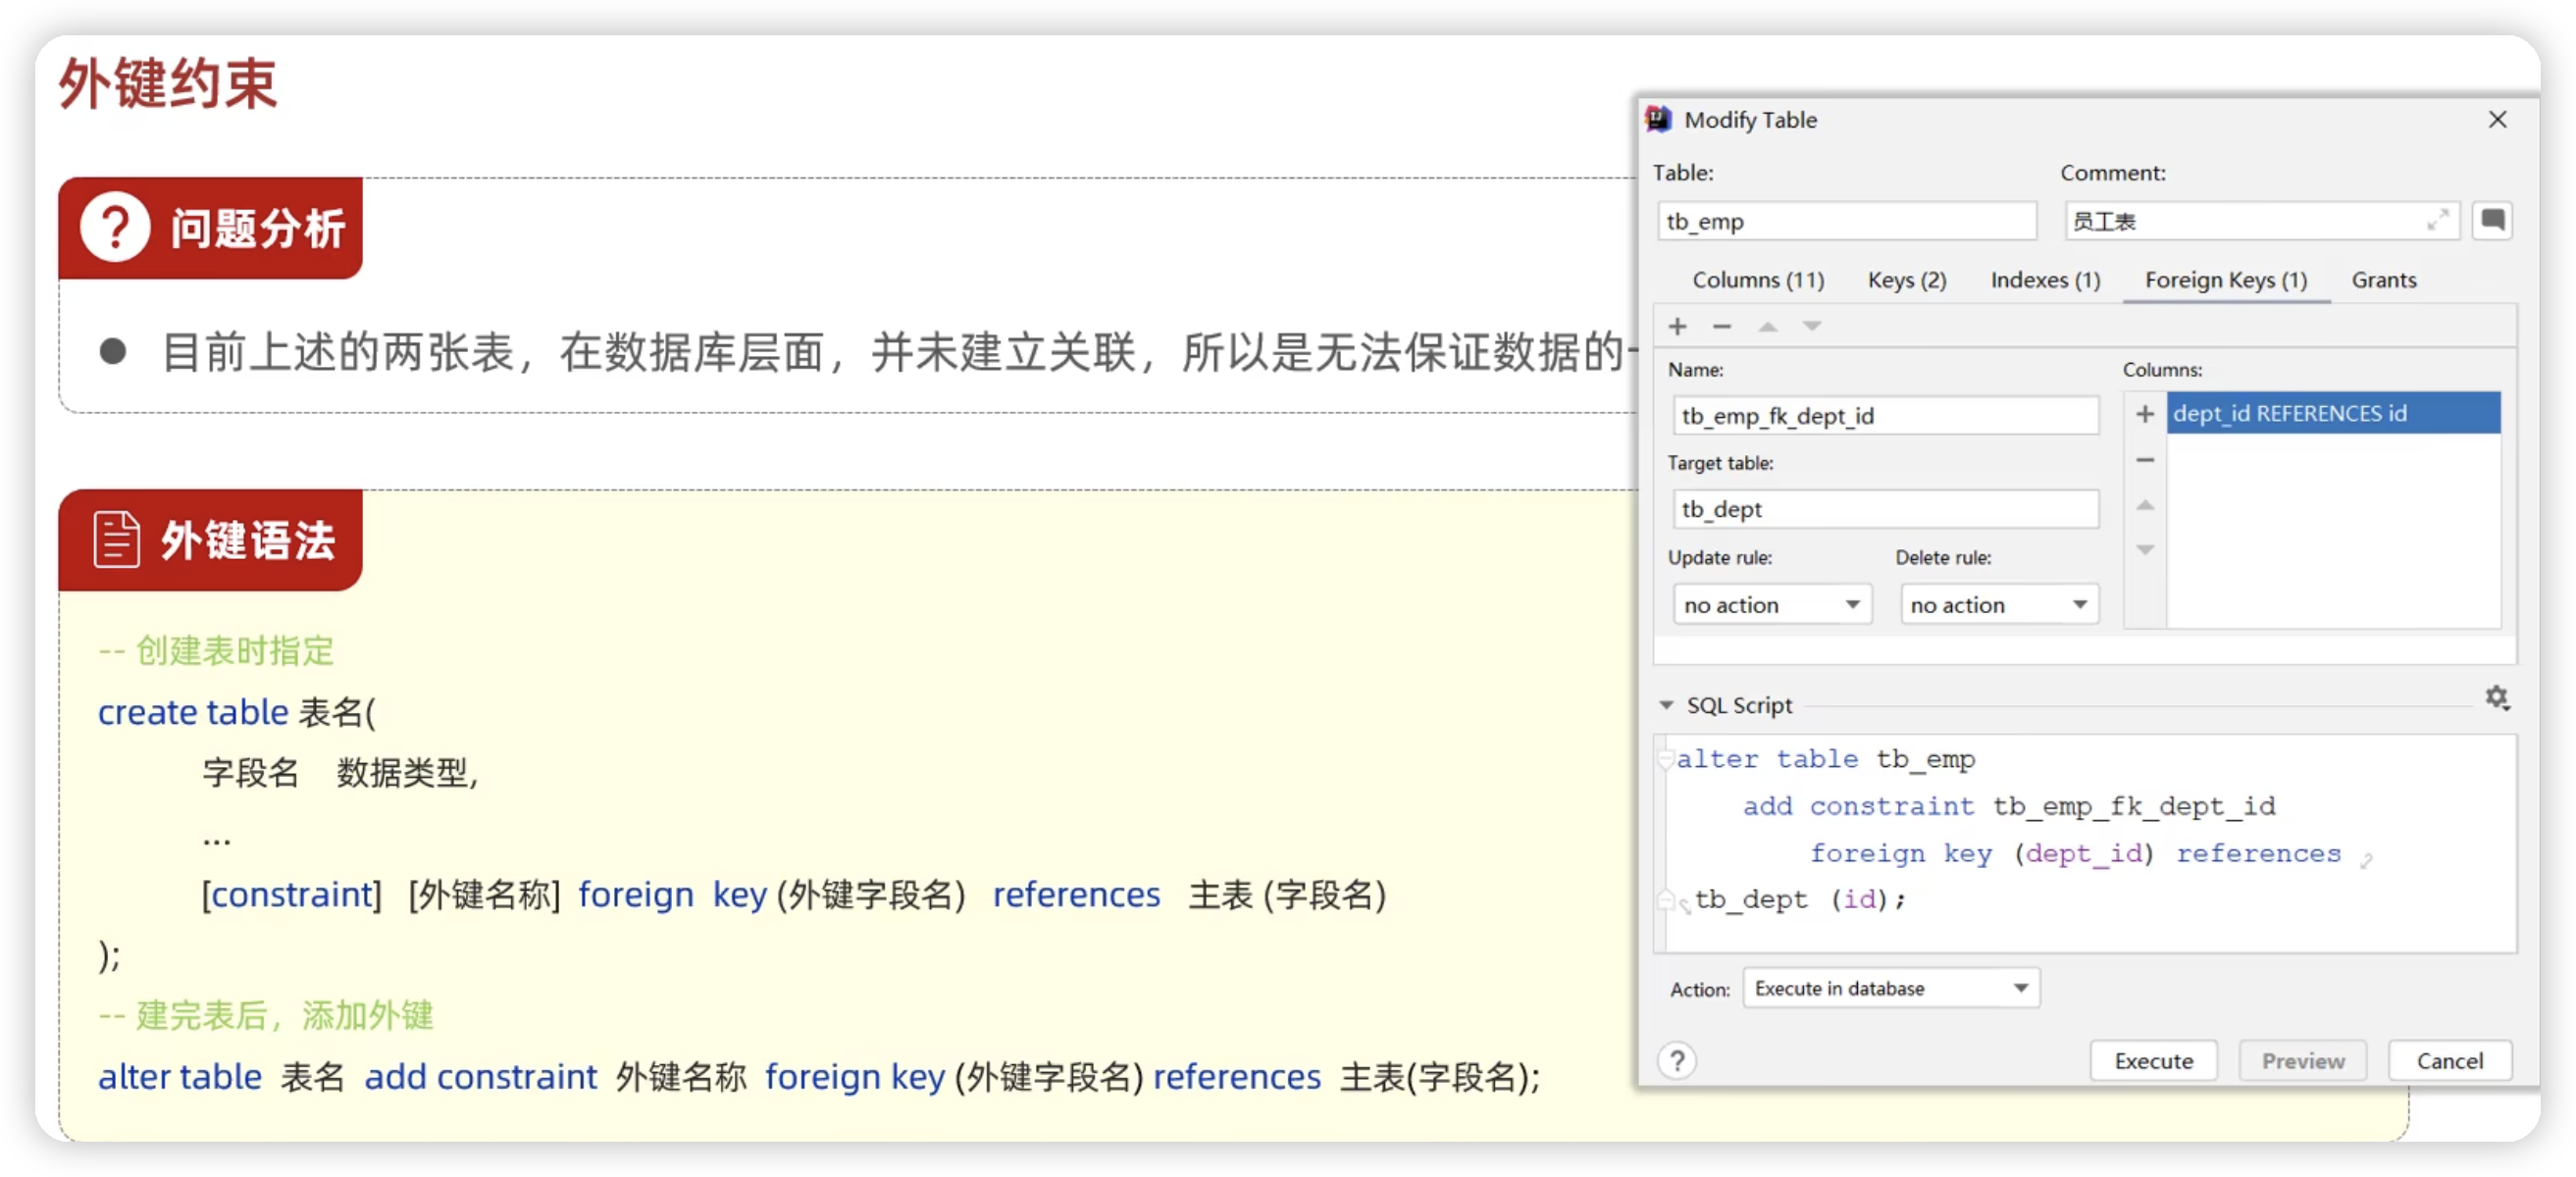 外键约束
问题分析
● 目前上述的两张表，在数据库层面，并未建立关联，所以是无法保证数据的
外键语法
-- 创建表时指定
create table 表名(
字段名 数据类型,
...
[constraint] [外键名称] foreign key (外键字段名) references 主表 (字段名)
);
-- 建完表后，添加外键
alter table 表名 add constraint 外键名称 foreign key (外键字段名) references 主表(字段名);
Modify Table
Table: Comment:
tb_emp 员工表
Columns (11) Keys (2) Indexes (1) Foreign Keys (1) Grants
Name: Columns:
tb_emp_fk_dept_id dept_id REFERENCES id
Target table:
tb_dept
Update rule: Delete rule:
no action no action
SQL Script
alter table tb_emp
add constraint tb_emp_fk_dept_id
foreign key (dept_id) references
tb_dept (id);
Action: Execute in database
? Execute Preview Cancel